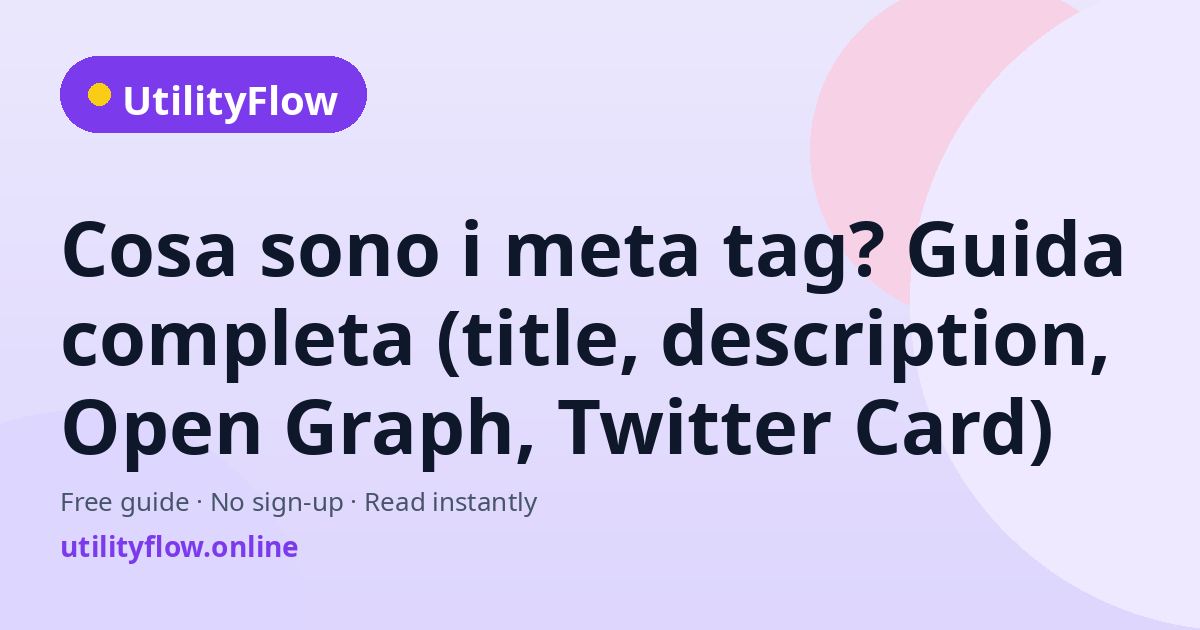 UtilityFlow
Cosa sono i meta tag? Guida
completa (title, description,
Open Graph, Twitter Card)
Free guide · No sign-up · Read instantly
utilityflow.online